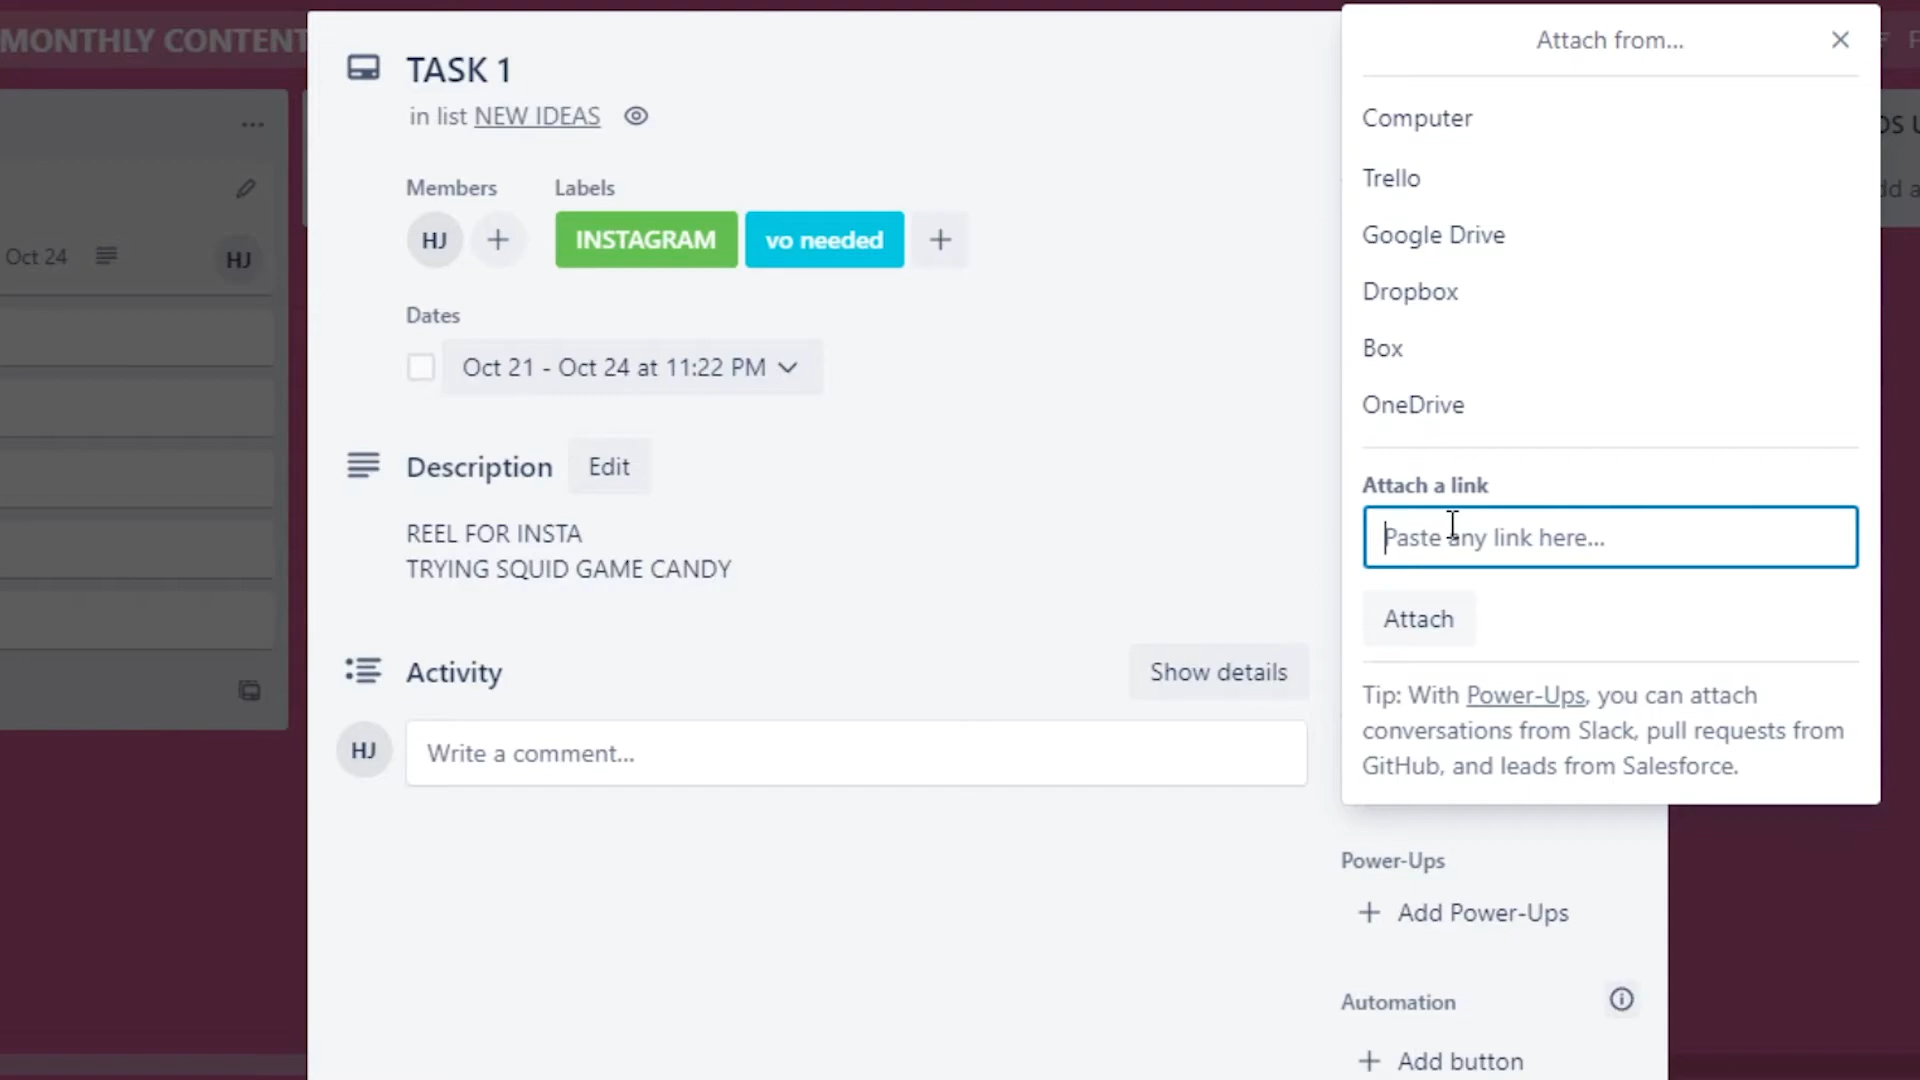 MONTHLY CONTENT
...
Oct 24
HJ
TASK 1
in list NEW IDEAS
Members
Labels
HJ
INSTAGRAM
vo needed
Dates
Oct 21 - Oct 24 at 11:22 PM
Description
Edit
REEL FOR INSTA
TRYING SQUID GAME CANDY
Activity
Show details
HJ
Write a comment...
Attach from...
Computer
Trello
Google Drive
Dropbox
Box
OneDrive
Attach a link
Paste any link here...
Attach
Tip: With Power-Ups, you can attach
conversations from Slack, pull requests from
GitHub, and leads from Salesforce.
Power-Ups
+ Add Power-Ups
Automation
+ Add button